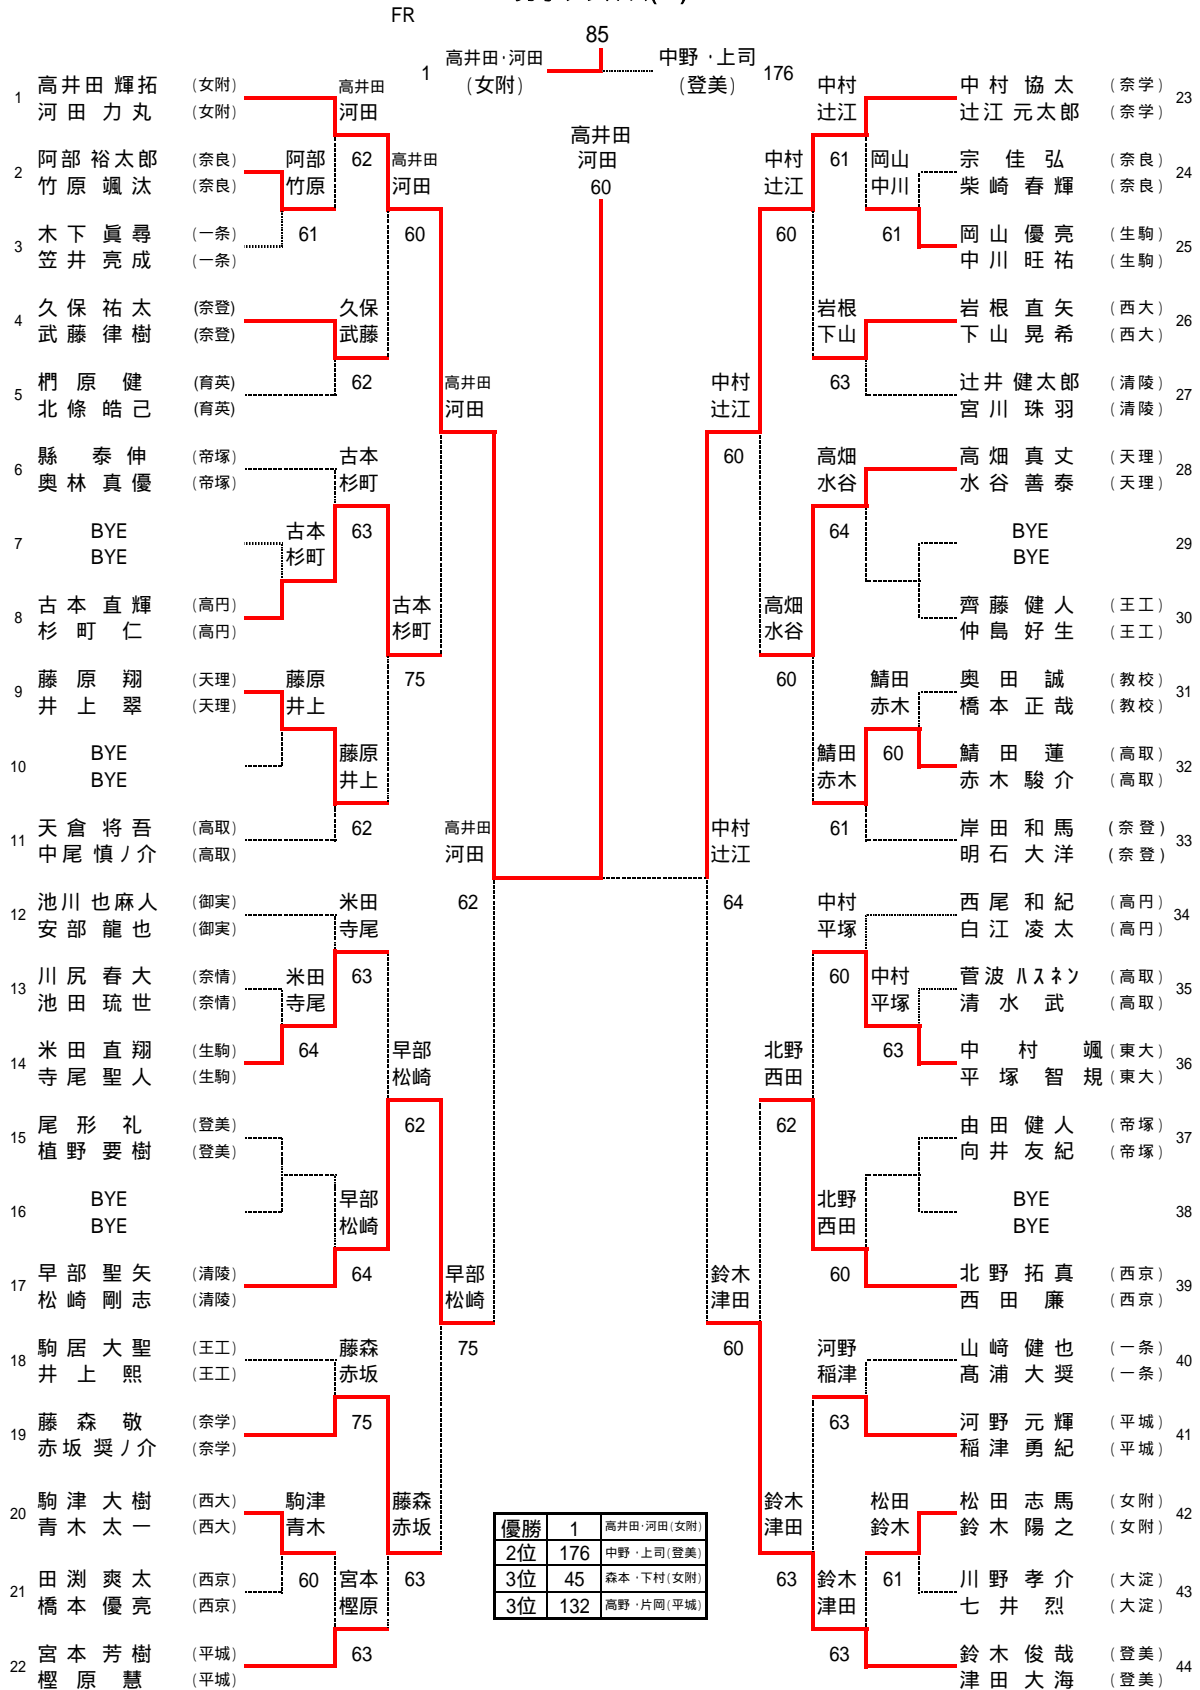 FR
85
1 高井田・河田 (女附)
中野・上司 (登美) 176
高井田
河田
60
1 高井田 輝拓 (女附)
河田 力丸 (女附)
2 阿部 裕太郎 (奈良)
竹原 颯汰 (奈良)
3 木下 眞尋 (一条)
笠井 亮成 (一条)
4 久保 祐太 (奈登)
武藤 律樹 (奈登)
5 椚原 健 (育英)
北條 皓己 (育英)
6 縣 泰伸 (帝塚)
奥林 真優 (帝塚)
7 BYE
BYE
8 古本 直輝 (高円)
杉町 仁 (高円)
9 藤原 翔 (天理)
井上 翠 (天理)
10 BYE
BYE
11 天倉 将吾 (高取)
中尾 慎ノ介 (高取)
12 池川 也麻人 (御実)
安部 龍也 (御実)
13 川尻 春大 (奈情)
池田 琉世 (奈情)
14 米田 直翔 (生駒)
寺尾 聖人 (生駒)
15 尾形 礼 (登美)
植野 要樹 (登美)
16 BYE
BYE
17 早部 聖矢 (清陵)
松崎 剛志 (清陵)
18 駒居 大聖 (王工)
井上 熙 (王工)
19 藤森 敬 (奈学)
赤坂 奨ノ介 (奈学)
20 駒津 大樹 (西大)
青木 太一 (西大)
21 田渕 爽太 (西京)
橋本 優亮 (西京)
22 宮本 芳樹 (平城)
樫原 慧 (平城)
高井田
河田
62
阿部
竹原
61
高井田
河田
60
久保
武藤
62
高井田
河田
古本
杉町
63
古本
杉町
古本
杉町
75
藤原
井上
藤原
井上
62
高井田
河田
62
米田
寺尾
63
米田
寺尾
64
早部
松崎
62
早部
松崎
64
早部
松崎
75
藤森
赤坂
75
駒津
青木
60
藤森
赤坂
63
宮本
樫原
63
優勝 1 高井田・河田(女附)
2位 176 中野・上司(登美)
3位 45 森本・下村(女附)
3位 132 高野・片岡(平城)
中村
辻江
61
岡山
中川
61
中村
辻江
60
岩根
下山
63
中村
辻江
60
高畑
水谷
64
高畑
水谷
60
鯖田
赤木
60
鯖田
赤木
61
中村
辻江
64
中村
平塚
60
中村
平塚
63
北野
西田
62
北野
西田
60
鈴木
津田
60
河野
稲津
63
鈴木
津田
63
松田
鈴木
61
鈴木
津田
63
中村 協太 (奈学) 23
辻江 元太郎 (奈学)
宗 佳弘 (奈良) 24
柴崎 春輝 (奈良)
岡山 優亮 (生駒) 25
中川 旺祐 (生駒)
岩根 直矢 (西大) 26
下山 晃希 (西大)
辻井 健太郎 (清陵) 27
宮川 珠羽 (清陵)
高畑 真丈 (天理) 28
水谷 善泰 (天理)
BYE 29
BYE
齊藤 健人 (王工) 30
仲島 好生 (王工)
奥田 誠 (教校) 31
橋本 正哉 (教校)
鯖田 蓮 (高取) 32
赤木 駿介 (高取)
岸田 和馬 (奈登) 33
明石 大洋 (奈登)
西尾 和紀 (高円) 34
白江 凌太 (高円)
菅波 ハスネン (高取) 35
清水 武 (高取)
中村 颯 (東大) 36
平塚 智規 (東大)
由田 健人 (帝塚) 37
向井 友紀 (帝塚)
BYE 38
BYE
北野 拓真 (西京) 39
西田 廉 (西京)
山﨑 健也 (一条) 40
髙浦 大奨 (一条)
河野 元輝 (平城) 41
稲津 勇紀 (平城)
松田 志馬 (女附) 42
鈴木 陽之 (女附)
川野 孝介 (大淀) 43
七井 烈 (大淀)
鈴木 俊哉 (登美) 44
津田 大海 (登美)